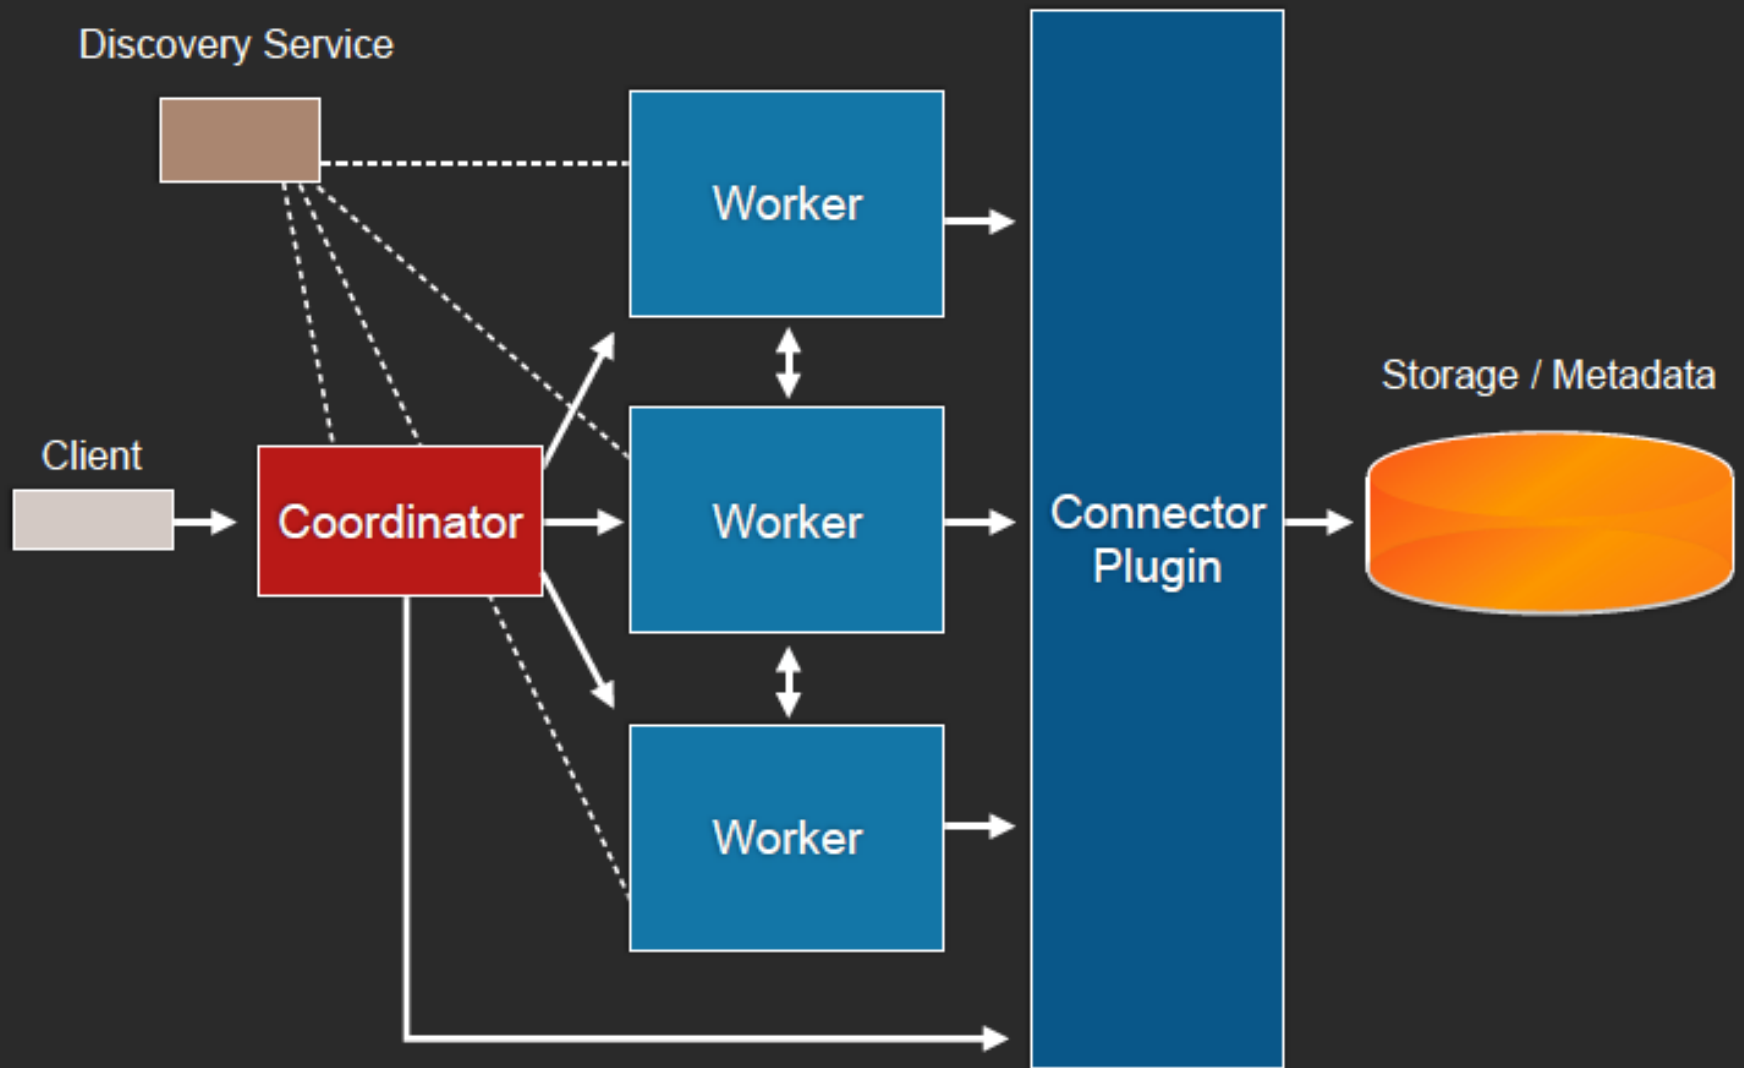 Discovery Service
Worker
Storage / Metadata
Client
Coordinator
Worker
Connector
Plugin
Worker